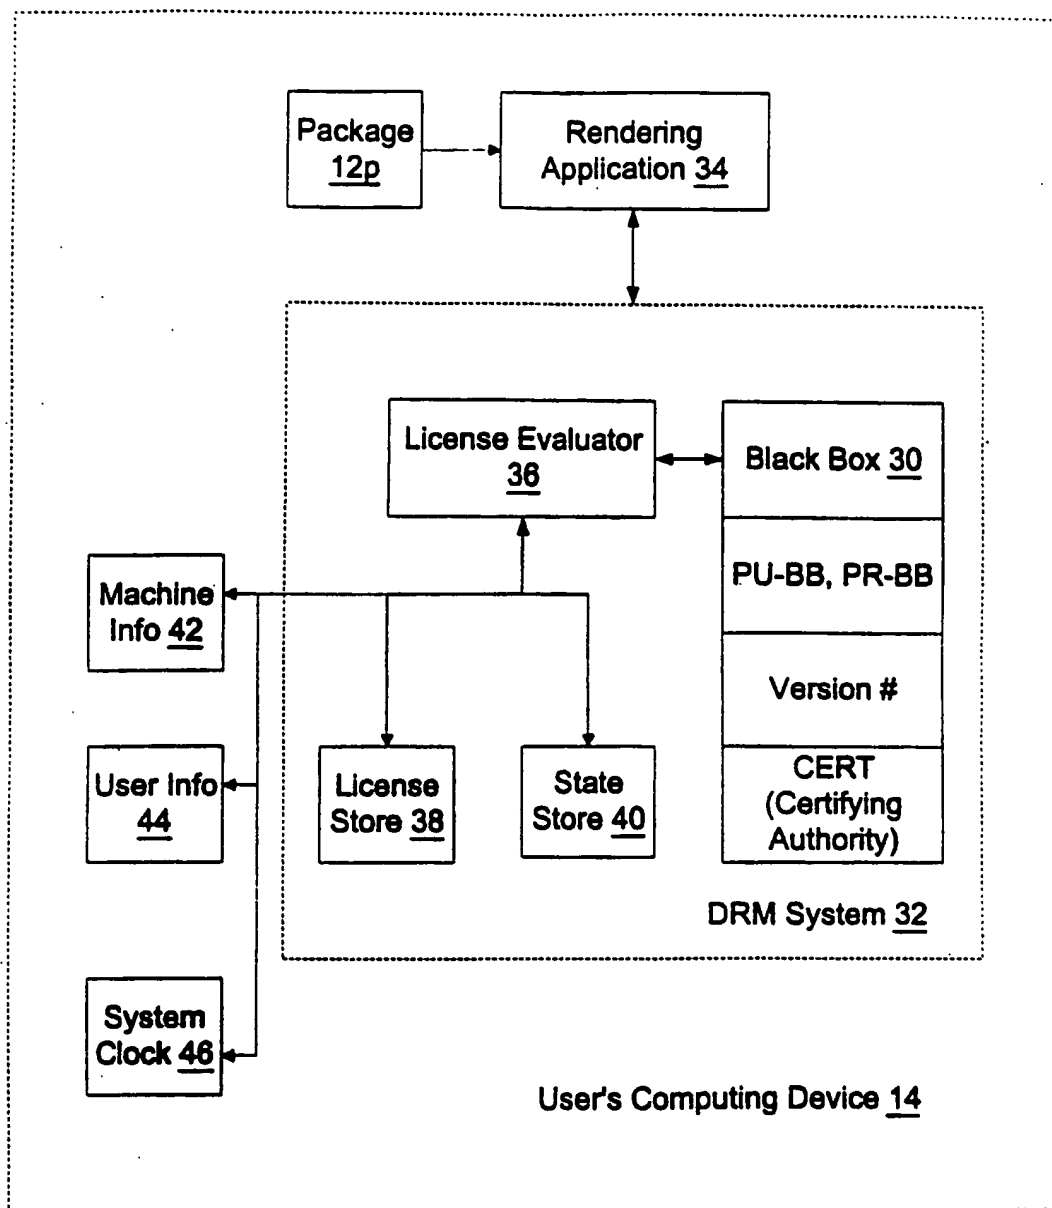 Package
12p
Rendering
Application 34
License Evaluator
36
Black Box 30
PU-BB, PR-BB
Version #
CERT
(Certifying
Authority)
Machine
Info 42
User Info
44
License
Store 38
State
Store 40
DRM System 32
System
Clock 46
User's Computing Device 14